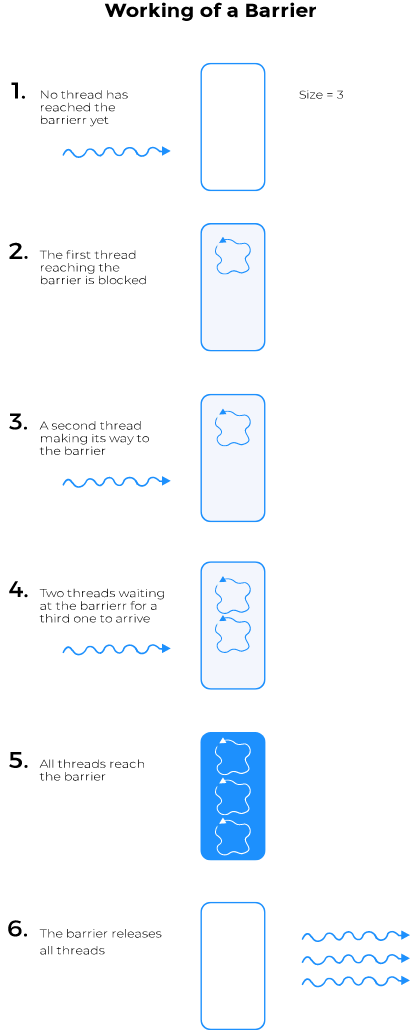 Working of a Barrier
1.
No thread has
reached the
barrierr yet
Size = 3
2.
The first thread
reaching the
barrier is blocked
3.
A second thread
making its way to
the barrier
4.
Two threads waiting
at the barrierr for a
third one to arrive
5.
All threads reach
the barrier
6.
The barrier releases
all threads